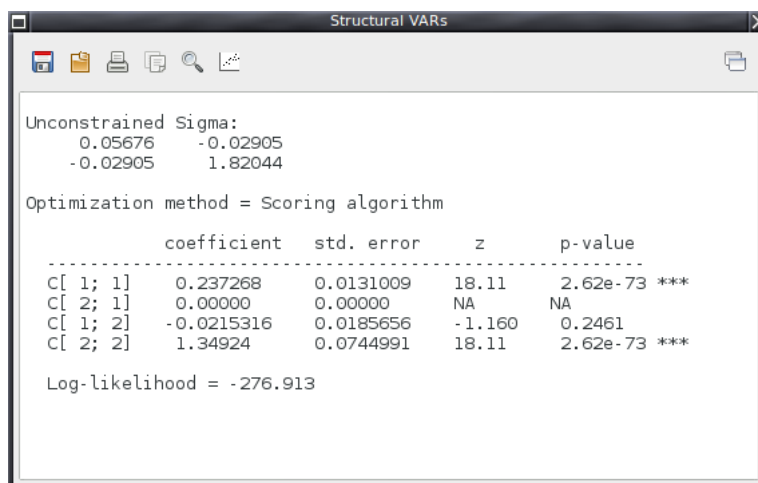 Structural VARs
Unconstrained Sigma:
0.05676 -0.02905
-0.02905 1.82044
Optimization method = Scoring algorithm
coefficient std. error z p-value
---------------------------------------------------------
C[ 1; 1] 0.237268 0.0131009 18.11 2.62e-73 ***
C[ 2; 1] 0.00000 0.00000 NA NA
C[ 1; 2] -0.0215316 0.0185656 -1.160 0.2461
C[ 2; 2] 1.34924 0.0744991 18.11 2.62e-73 ***
Log-likelihood = -276.913